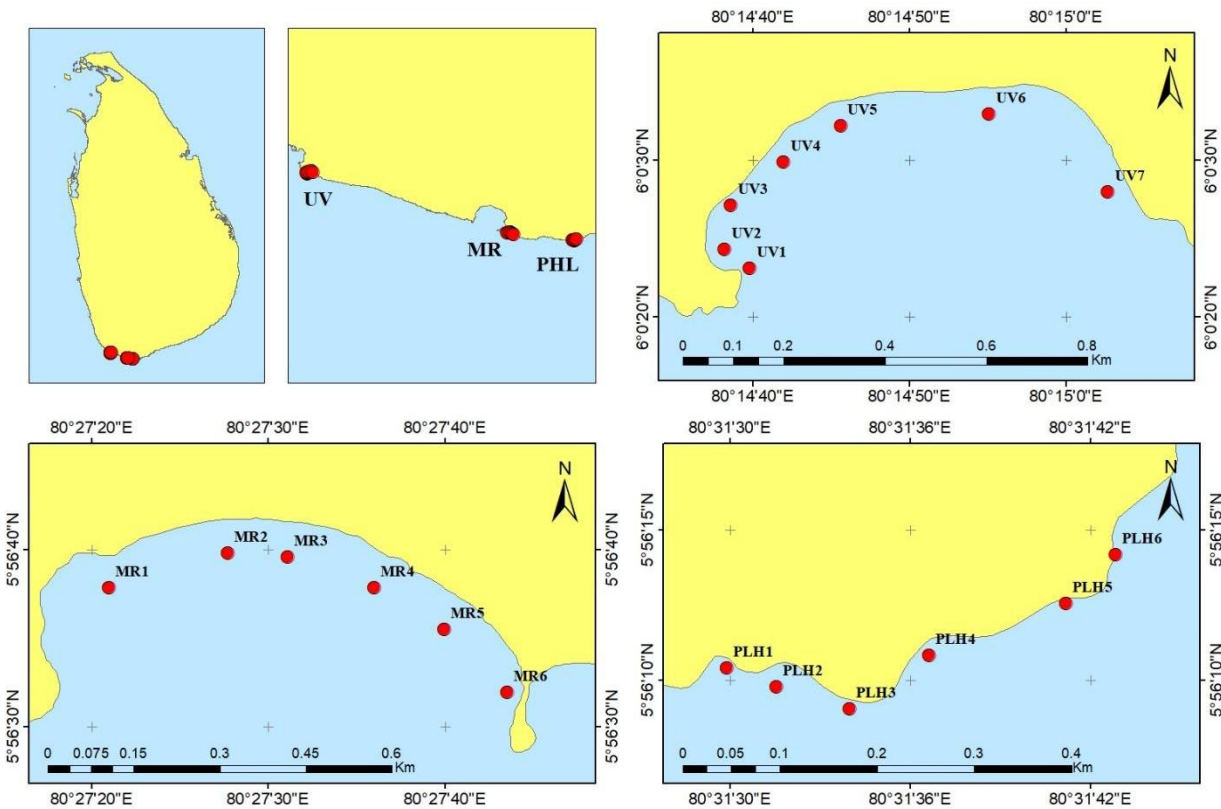 UV
MR
PHL
80°14'40"E 80°14'50"E 80°15'0"E
N
UV6
UV5
UV4
UV7
UV3
UV2
UV1
6°0'30"N
6°0'20"N
0 0.1 0.2 0.4 0.6 0.8
Km
80°14'40"E 80°14'50"E 80°15'0"E
80°27'20"E 80°27'30"E 80°27'40"E
N
MR2
MR3
MR1
MR4
MR5
MR6
5°56'40"N
5°56'30"N
5°56'40"N
5°56'30"N
0 0.075 0.15 0.3 0.45 0.6
Km
80°27'20"E 80°27'30"E 80°27'40"E
80°31'30"E 80°31'36"E 80°31'42"E
N
PLH6
PLH5
PLH4
PLH1
PLH2
PLH3
5°56'15"N
5°56'10"N
5°56'15"N
5°56'10"N
0 0.05 0.1 0.2 0.3 0.4
Km
80°31'30"E 80°31'36"E 80°31'42"E